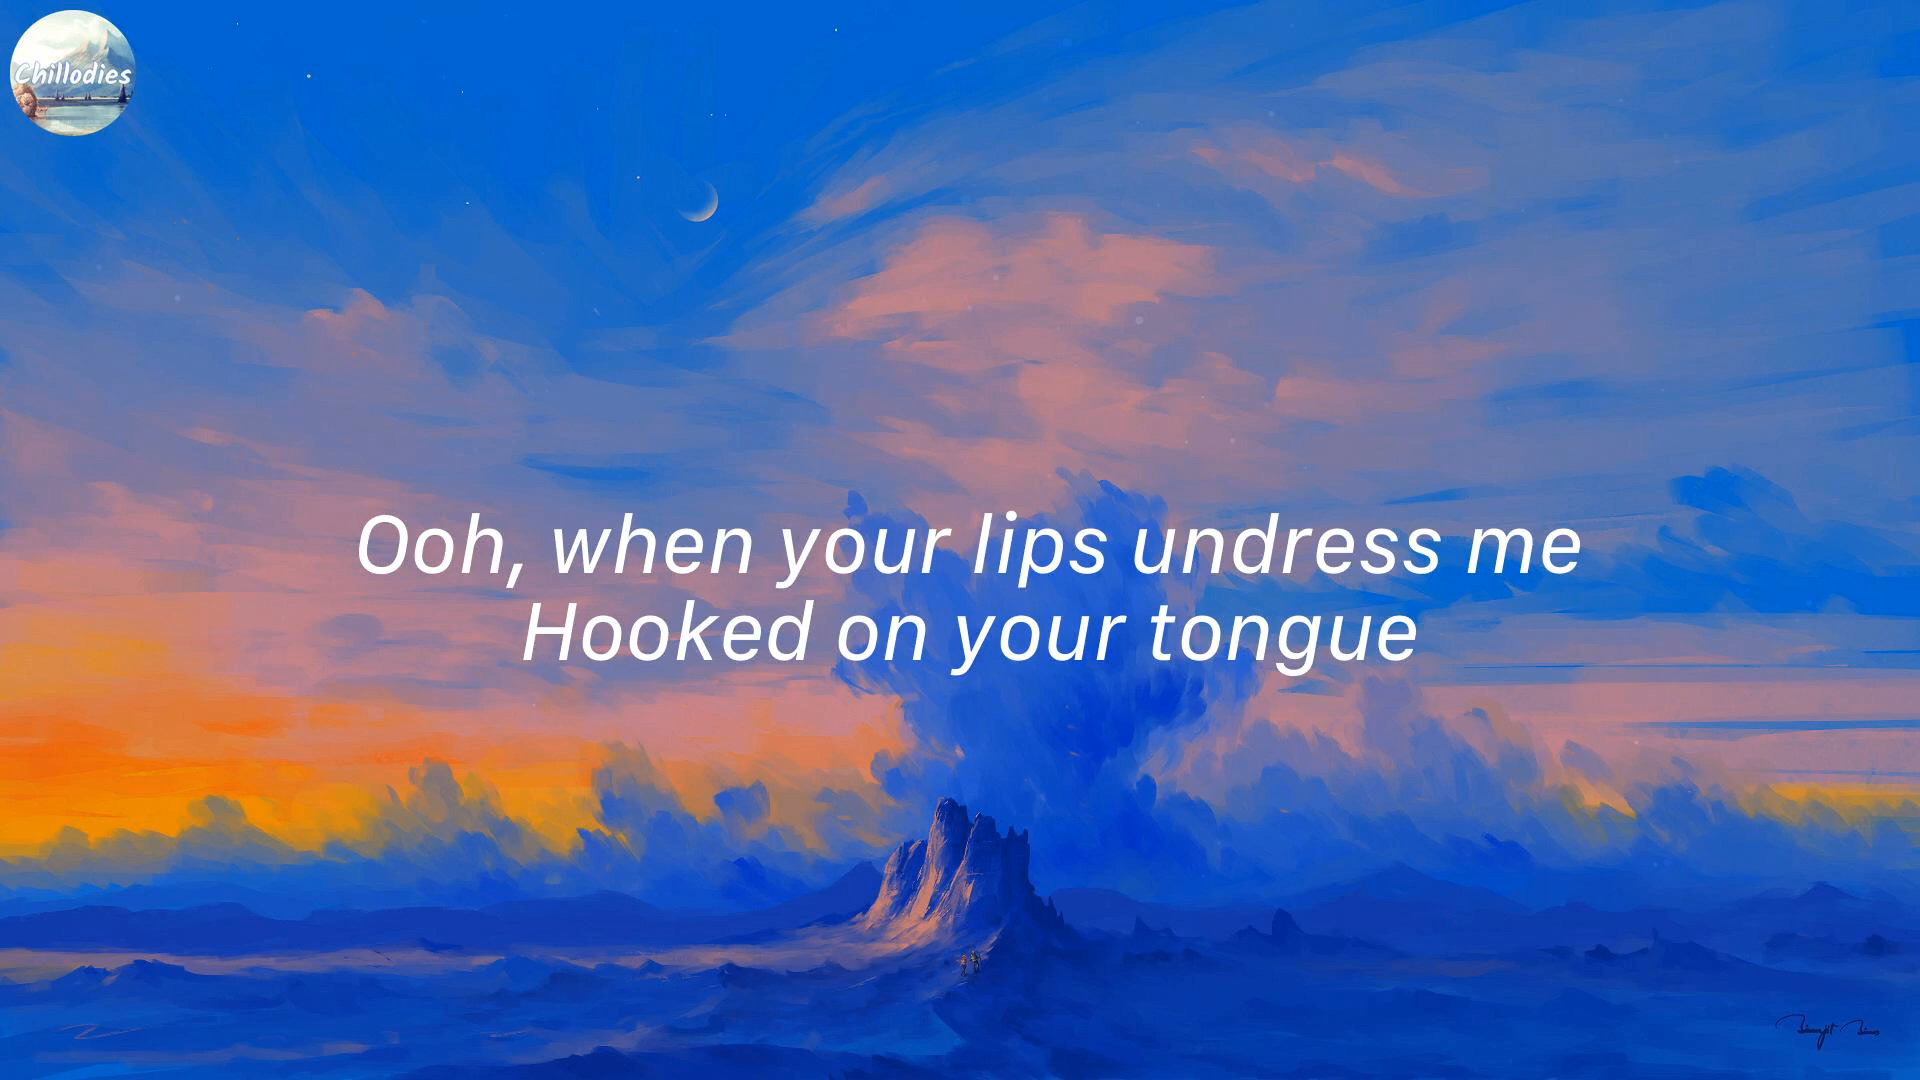 Chillodies
Ooh, when your lips undress me
Hooked on your tongue